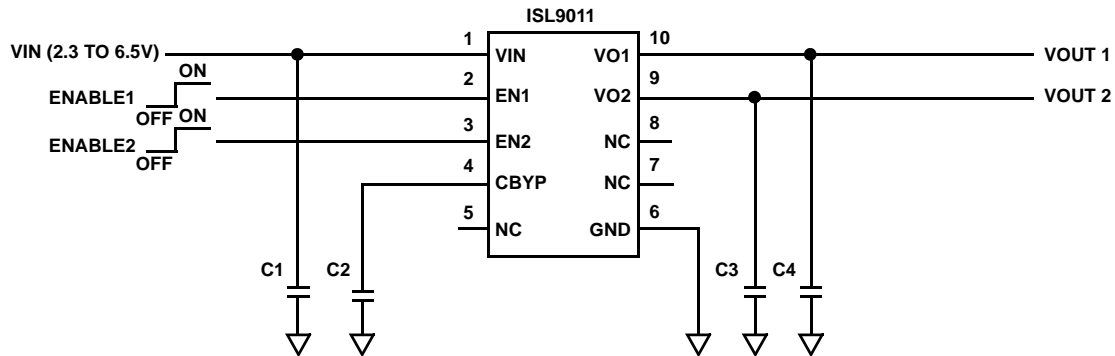 ISL9011
VIN (2.3 TO 6.5V)
1
VIN
VO1
10
VOUT 1
ON
ENABLE1
OFF
2
EN1
VO2
9
VOUT 2
ON
ENABLE2
OFF
3
EN2
NC
8
4
CBYP
NC
7
5
NC
GND
6
C1
C2
C3
C4